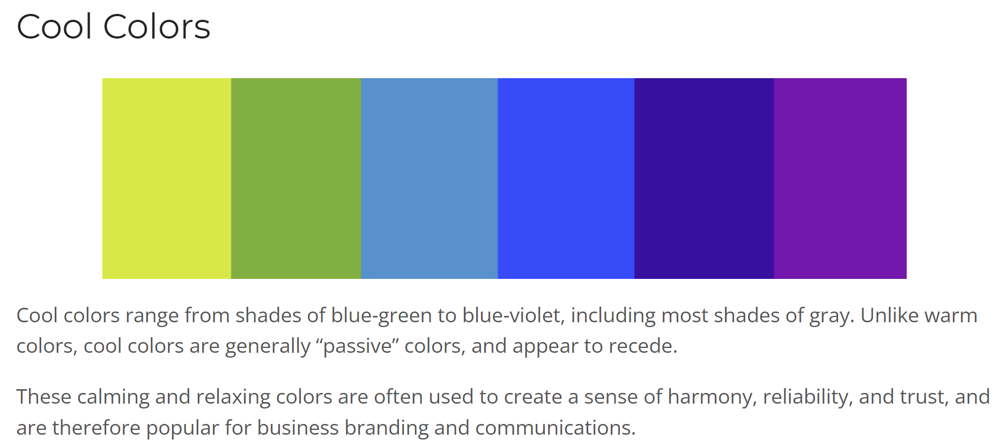 Cool Colors
Cool colors range from shades of blue-green to blue-violet, including most shades of gray. Unlike warm
colors, cool colors are generally “passive” colors, and appear to recede.
These calming and relaxing colors are often used to create a sense of harmony, reliability, and trust, and
are therefore popular for business branding and communications.